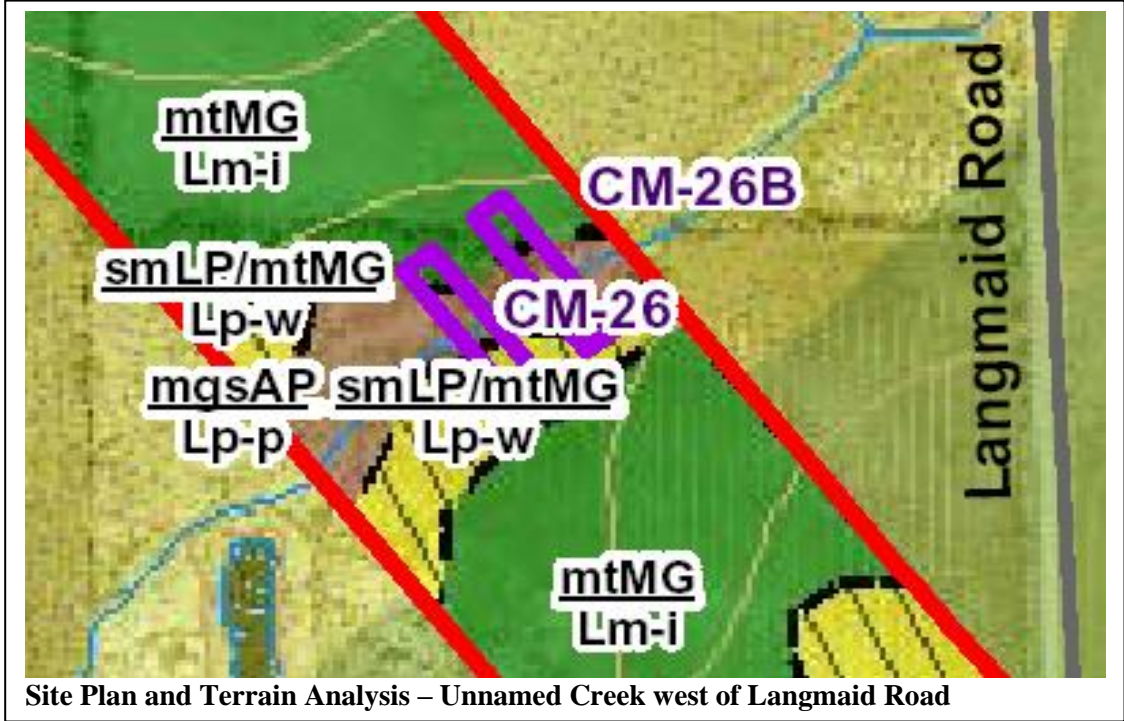 mtMG
Lm-i
CM-26B
Langmaid Road
smLP/mtMG
Lp-w
CM-26
mgsAP
Lp-p
smLP/mtMG
Lp-w
mtMG
Lm-i
Site Plan and Terrain Analysis – Unnamed Creek west of Langmaid Road